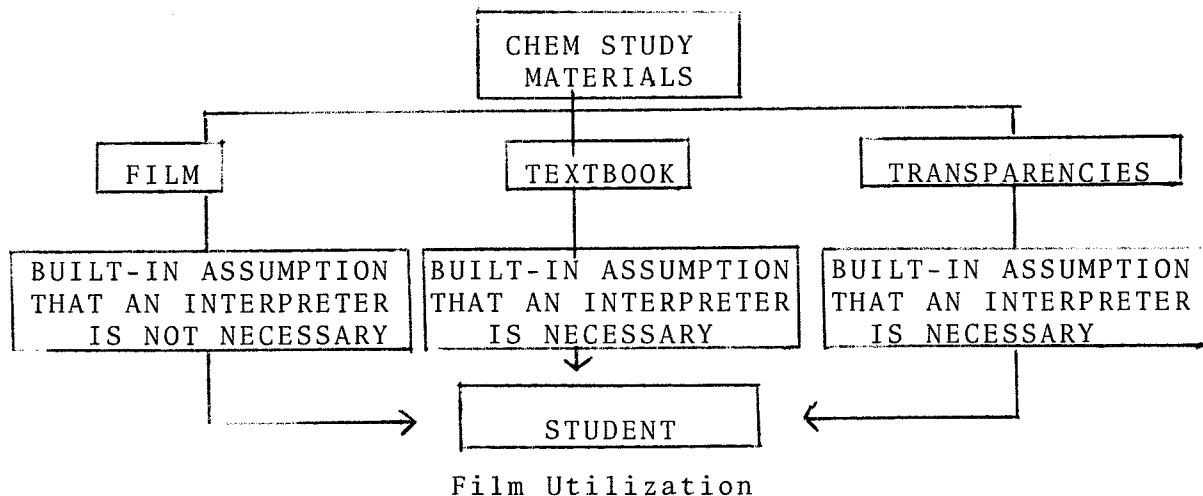 CHEM STUDY
MATERIALS
FILM
TEXTBOOK
TRANSPARENCIES
BUILT-IN ASSUMPTION
THAT AN INTERPRETER
IS NOT NECESSARY
BUILT-IN ASSUMPTION
THAT AN INTERPRETER
IS NECESSARY
BUILT-IN ASSUMPTION
THAT AN INTERPRETER
IS NECESSARY
STUDENT
Film Utilization